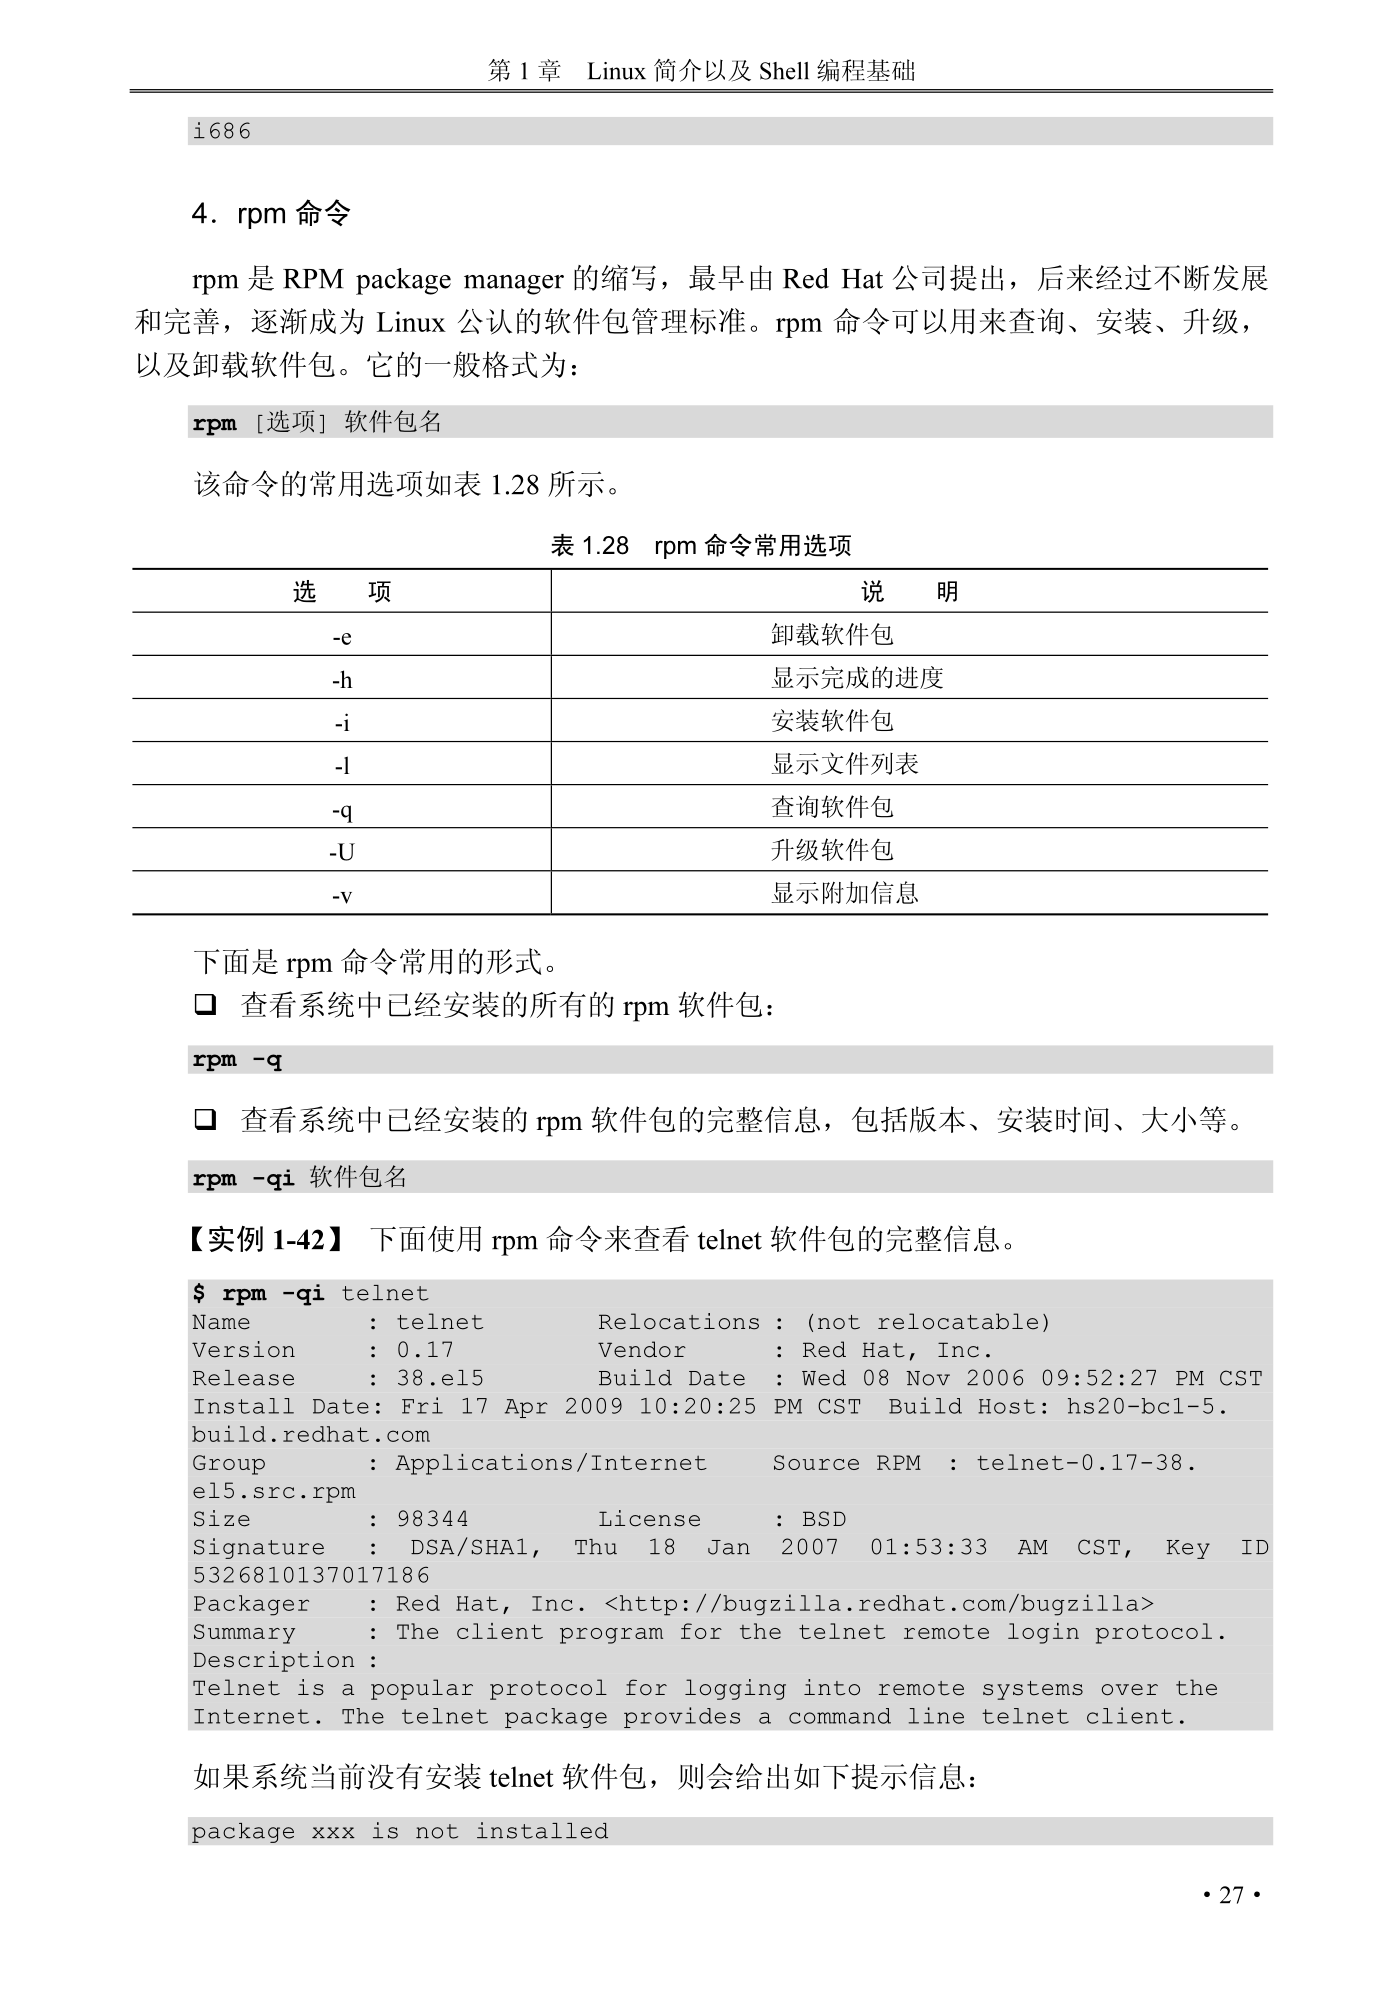 第 1 章 Linux 简介以及 Shell 编程基础
i686
4．rpm 命令
rpm 是 RPM package manager 的缩写，最早由 Red Hat 公司提出，后来经过不断发展
和完善，逐渐成为 Linux 公认的软件包管理标准。rpm 命令可以用来查询、安装、升级，
以及卸载软件包。它的一般格式为：
rpm [选项] 软件包名
该命令的常用选项如表 1.28 所示。
表 1.28 rpm 命令常用选项
选 项 说 明
-e 卸载软件包
-h 显示完成的进度
-i 安装软件包
-l 显示文件列表
-q 查询软件包
-U 升级软件包
-v 显示附加信息
下面是 rpm 命令常用的形式。
❑ 查看系统中已经安装的所有的 rpm 软件包：
rpm -q
❑ 查看系统中已经安装的 rpm 软件包的完整信息，包括版本、安装时间、大小等。
rpm -qi 软件包名
【实例 1-42】 下面使用 rpm 命令来查看 telnet 软件包的完整信息。
$ rpm -qi telnet
Name : telnet Relocations : (not relocatable)
Version : 0.17 Vendor : Red Hat, Inc.
Release : 38.el5 Build Date : Wed 08 Nov 2006 09:52:27 PM CST
Install Date: Fri 17 Apr 2009 10:20:25 PM CST Build Host: hs20-bc1-5.
build.redhat.com
Group : Applications/Internet Source RPM : telnet-0.17-38.
el5.src.rpm
Size : 98344 License : BSD
Signature : DSA/SHA1, Thu 18 Jan 2007 01:53:33 AM CST, Key ID
5326810137017186
Packager : Red Hat, Inc. <http://bugzilla.redhat.com/bugzilla>
Summary : The client program for the telnet remote login protocol.
Description :
Telnet is a popular protocol for logging into remote systems over the
Internet. The telnet package provides a command line telnet client.
如果系统当前没有安装 telnet 软件包，则会给出如下提示信息：
package xxx is not installed
• 27 •